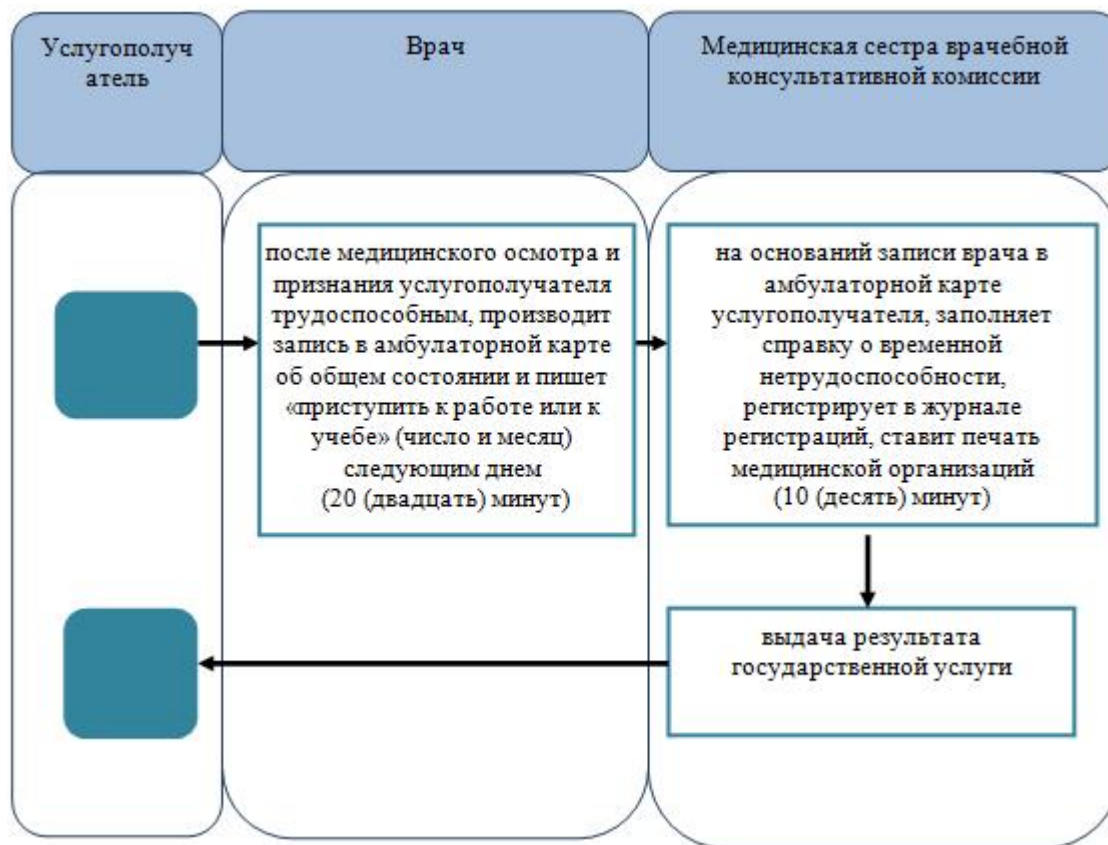 Услугополуч
атель
Врач
Медицинская сестра врачебной
консультативной комиссии
после медицинского осмотра и
признания услугополучателя
трудоспособным, производит
запись в амбулаторной карте
об общем состоянии и пишет
«приступить к работе или к
учебе» (число и месяц)
следующим днем
(20 (двадцать) минут)
на оснований записи врача в
амбулаторной карте
услугополучателя, заполняет
справку о временной
нетрудоспособности,
регистрирует в журнале
регистраций, ставит печать
медицинской организаций
(10 (десять) минут)
выдача результата
государственной услуги